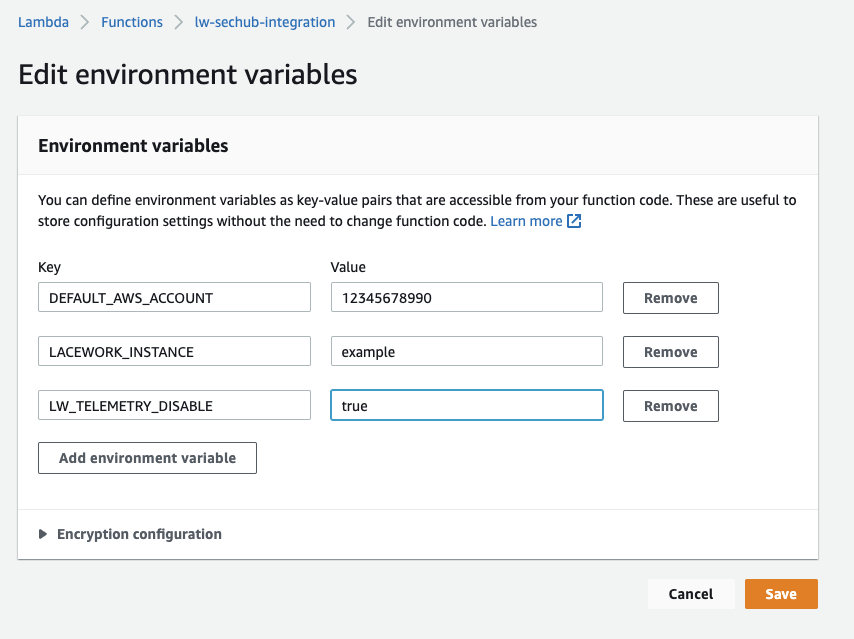 Lambda > Functions > lw-sechub-integration > Edit environment variables
Edit environment variables
Environment variables
You can define environment variables as key-value pairs that are accessible from your function code. These are useful to
store configuration settings without the need to change function code. Learn more
Key Value
DEFAULT_AWS_ACCOUNT 12345678990 Remove
LACEWORK_INSTANCE example Remove
LW_TELEMETRY_DISABLE true Remove
Add environment variable
Encryption configuration
Cancel Save